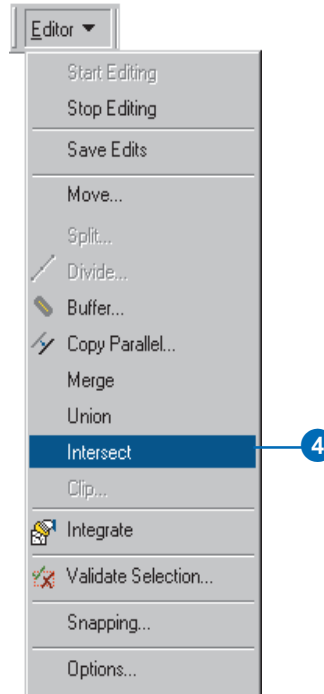 Editor
Start Editing
Stop Editing
Save Edits
Move...
Split...
Divide...
Buffer...
Copy Parallel...
Merge
Union
Intersect
4
Clip...
Integrate
Validate Selection...
Snapping...
Options...